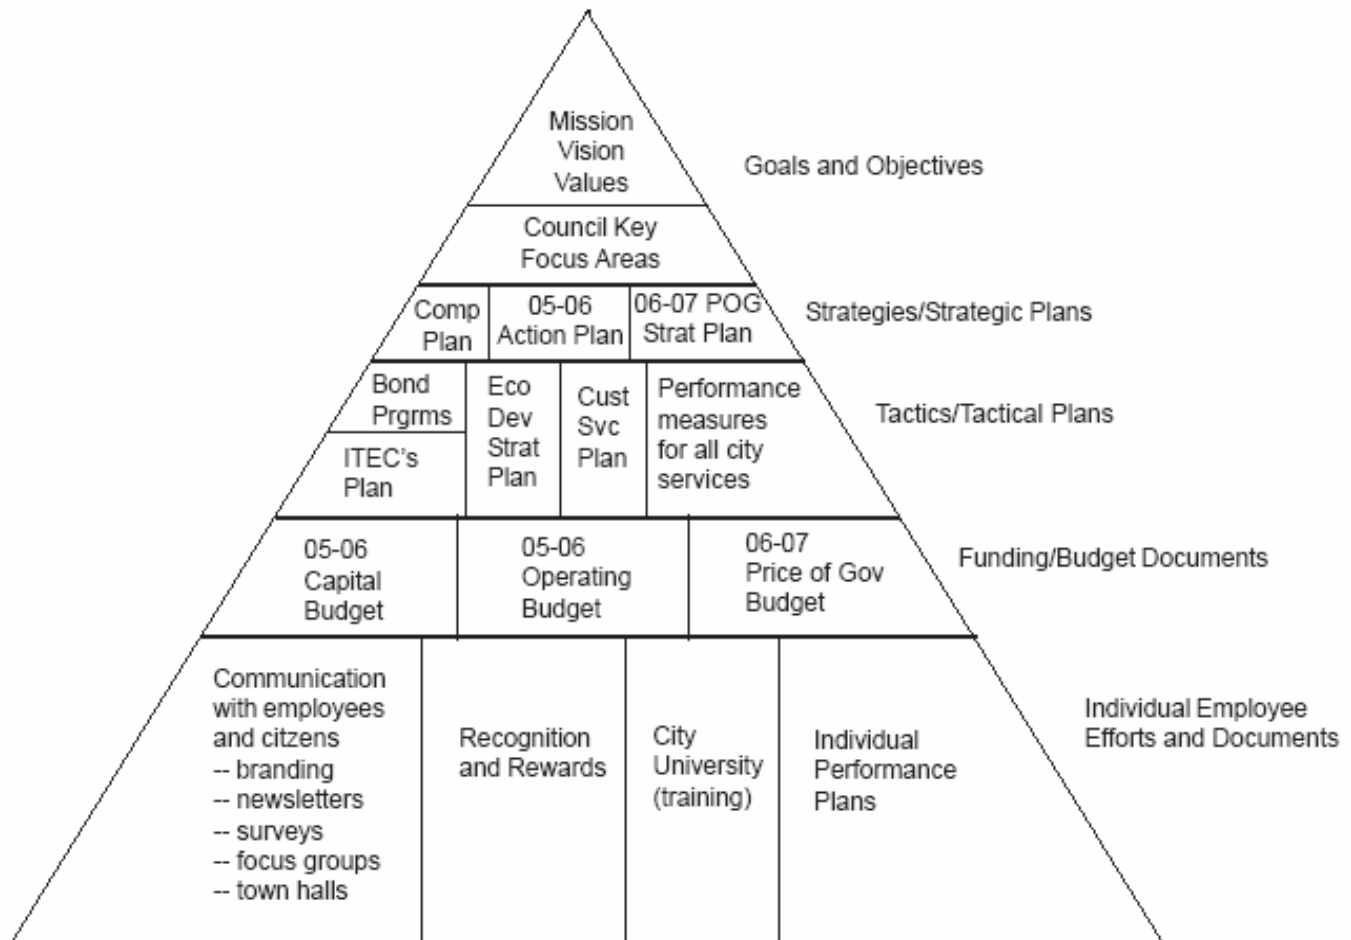 Mission
Vision
Values
Goals and Objectives
Council Key
Focus Areas
Comp
Plan
05-06
Action Plan
06-07 POG
Strat Plan
Strategies/Strategic Plans
Bond
Prgrms
ITEC's
Plan
Eco
Dev
Strat
Plan
Cust
Svc
Plan
Performance
measures
for all city
services
Tactics/Tactical Plans
05-06
Capital
Budget
05-06
Operating
Budget
06-07
Price of Gov
Budget
Funding/Budget Documents
Communication
with employees
and citzens
-- branding
-- newsletters
-- surveys
-- focus groups
-- town halls
Recognition
and Rewards
City
University
(training)
Individual
Performance
Plans
Individual Employee
Efforts and Documents